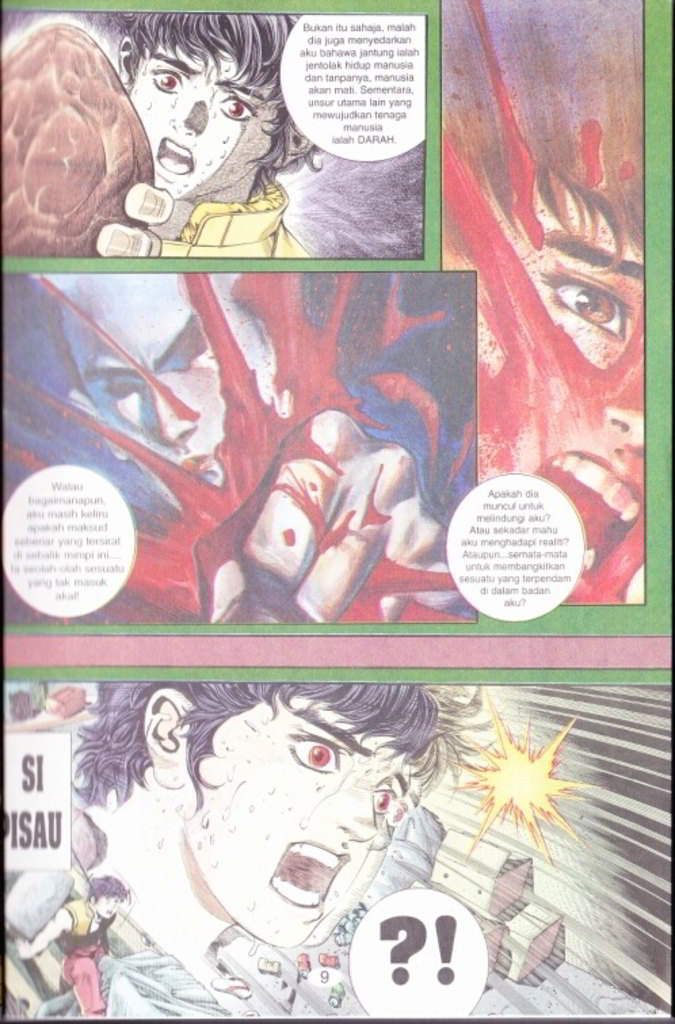 Bukan itu sahaja, malah
dia juga menyedarkan
aku bahawa jantung ialah
jentolak hidup manusia
dan tanpanya, manusia
akan mati. Sementara,
unsur utama lain yang
mewujudkan tenaga
manusia
ialah DARAH.
Walau
bagaimanapun,
aku masih keliru
apakah maksud
sebenar yang tersirat
di sebalik mimpi ini....
Ia seolah-olah sesuatu
yang tak masuk
akal!
Apakah dia
muncul untuk
melindungi aku?
Atau sekadar mahu
aku menghadapi realiti?
Ataupun...semata-mata
untuk membangkitkan
sesuatu yang terpendam
di dalam badan
aku?
SI
PISAU
?!
9